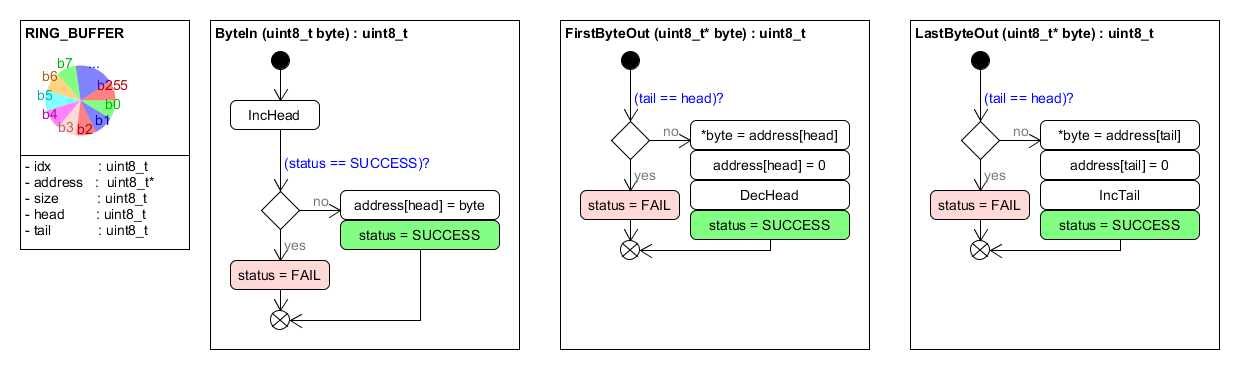 RING_BUFFER
b7
...
b6
b255
b5
b0
b4
b1
b3
b2
- idx : uint8_t
- address : uint8_t*
- size : uint8_t
- head : uint8_t
- tail : uint8_t
ByteIn (uint8_t byte) : uint8_t
IncHead
(status == SUCCESS)?
no
address[head] = byte
status = SUCCESS
yes
status = FAIL
FirstByteOut (uint8_t* byte) : uint8_t
(tail == head)?
no
*byte = address[head]
address[head] = 0
yes
DecHead
status = FAIL
status = SUCCESS
LastByteOut (uint8_t* byte) : uint8_t
(tail == head)?
no
*byte = address[tail]
address[tail] = 0
yes
IncTail
status = FAIL
status = SUCCESS